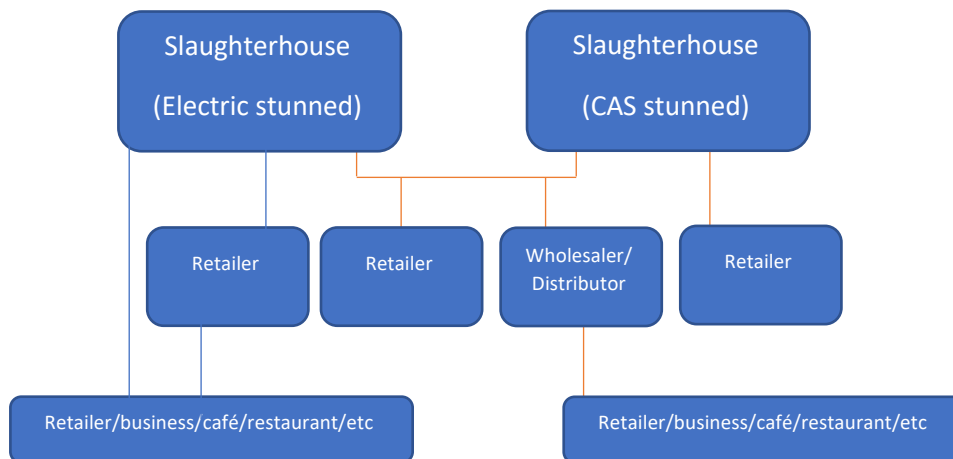 Slaughterhouse
(Electric stunned)
Slaughterhouse
(CAS stunned)
Retailer
Retailer
Wholesaler/
Distributor
Retailer
Retailer/business/café/restaurant/etc
Retailer/business/café/restaurant/etc